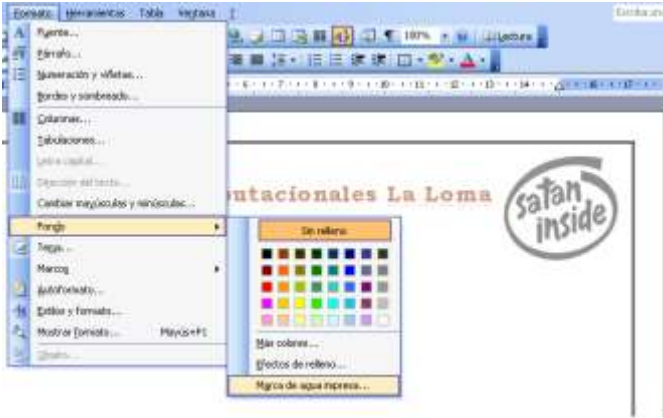 Formato Herramientas Tabla Ventana ?
Fuente...
100% Lectura
Párrafo...
Numeración y viñetas...
Bordes y sombreado...
Columnas...
Tabulaciones...
Letra capital...
Dirección del texto...
Cambiar mayúsculas y minúsculas...
utacionales La Loma
satan
inside
Fondo
Sin relleno
Tema...
Marcos
Autoformato...
Estilos y formato...
Mostrar formato... Mayús+F1
Más colores...
Efectos de relleno...
Marca de agua impresa...